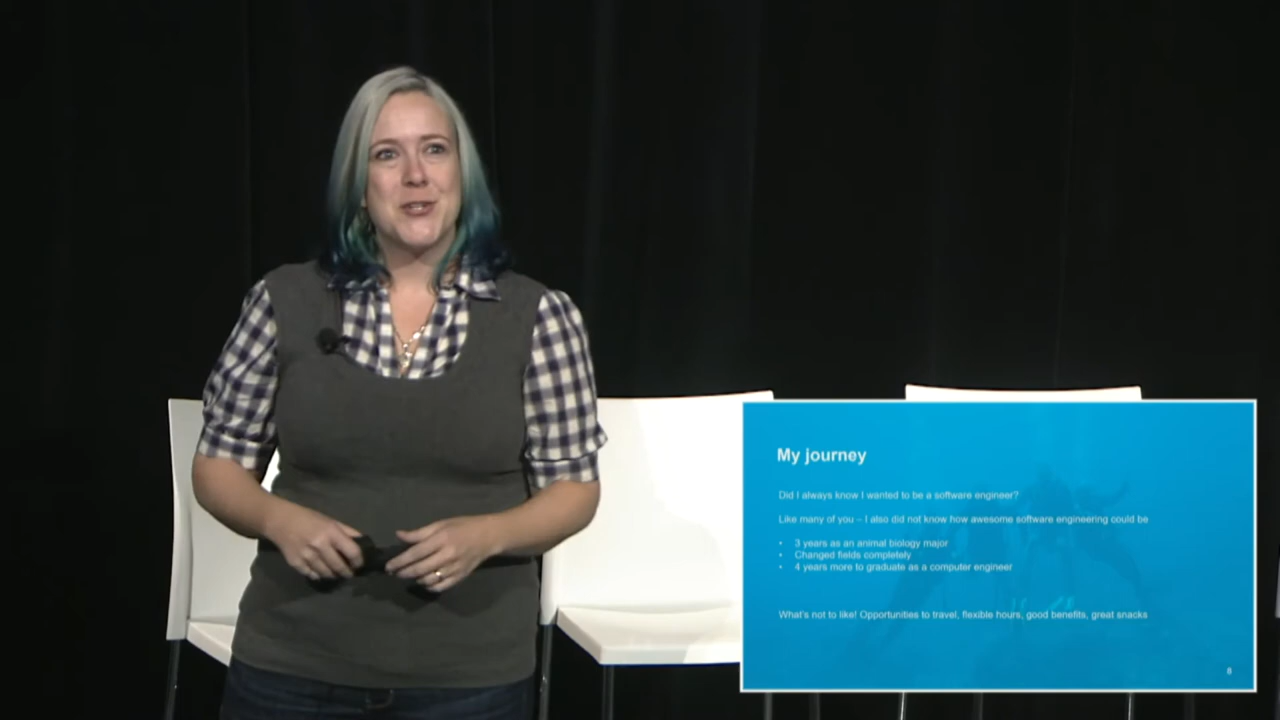 My journey
Did I always know I wanted to be a software engineer?
Like many of you – I also did not know how awesome software engineering could be
• 3 years as an animal biology major
• Changed fields completely
• 4 years more to graduate as a computer engineer
What's not to like! Opportunities to travel, flexible hours, good benefits, great snacks
8